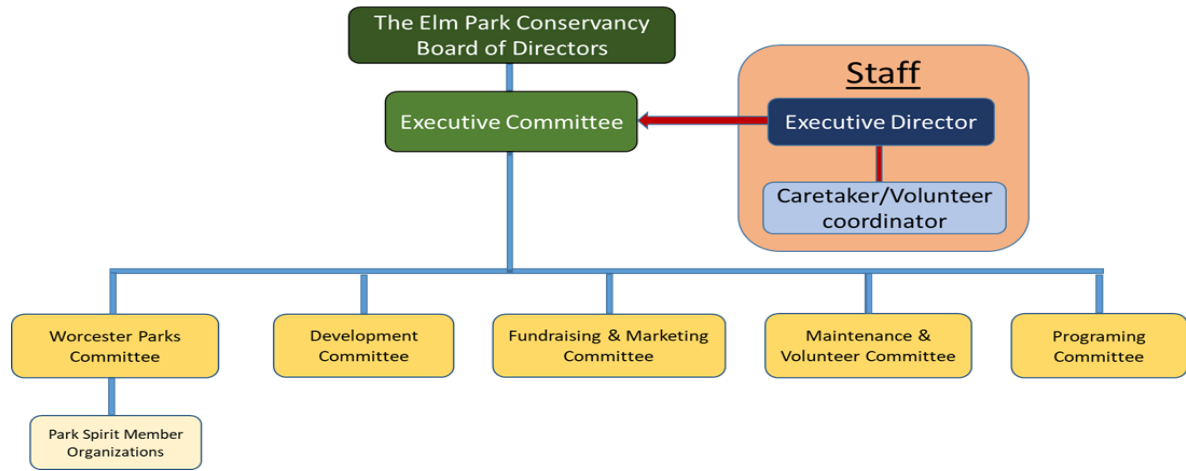 The Elm Park Conservancy
Board of Directors
Staff
Executive Committee
Executive Director
Caretaker/Volunteer
coordinator
Worcester Parks
Committee
Development
Committee
Fundraising & Marketing
Committee
Maintenance &
Volunteer Committee
Programing
Committee
Park Spirit Member
Organizations